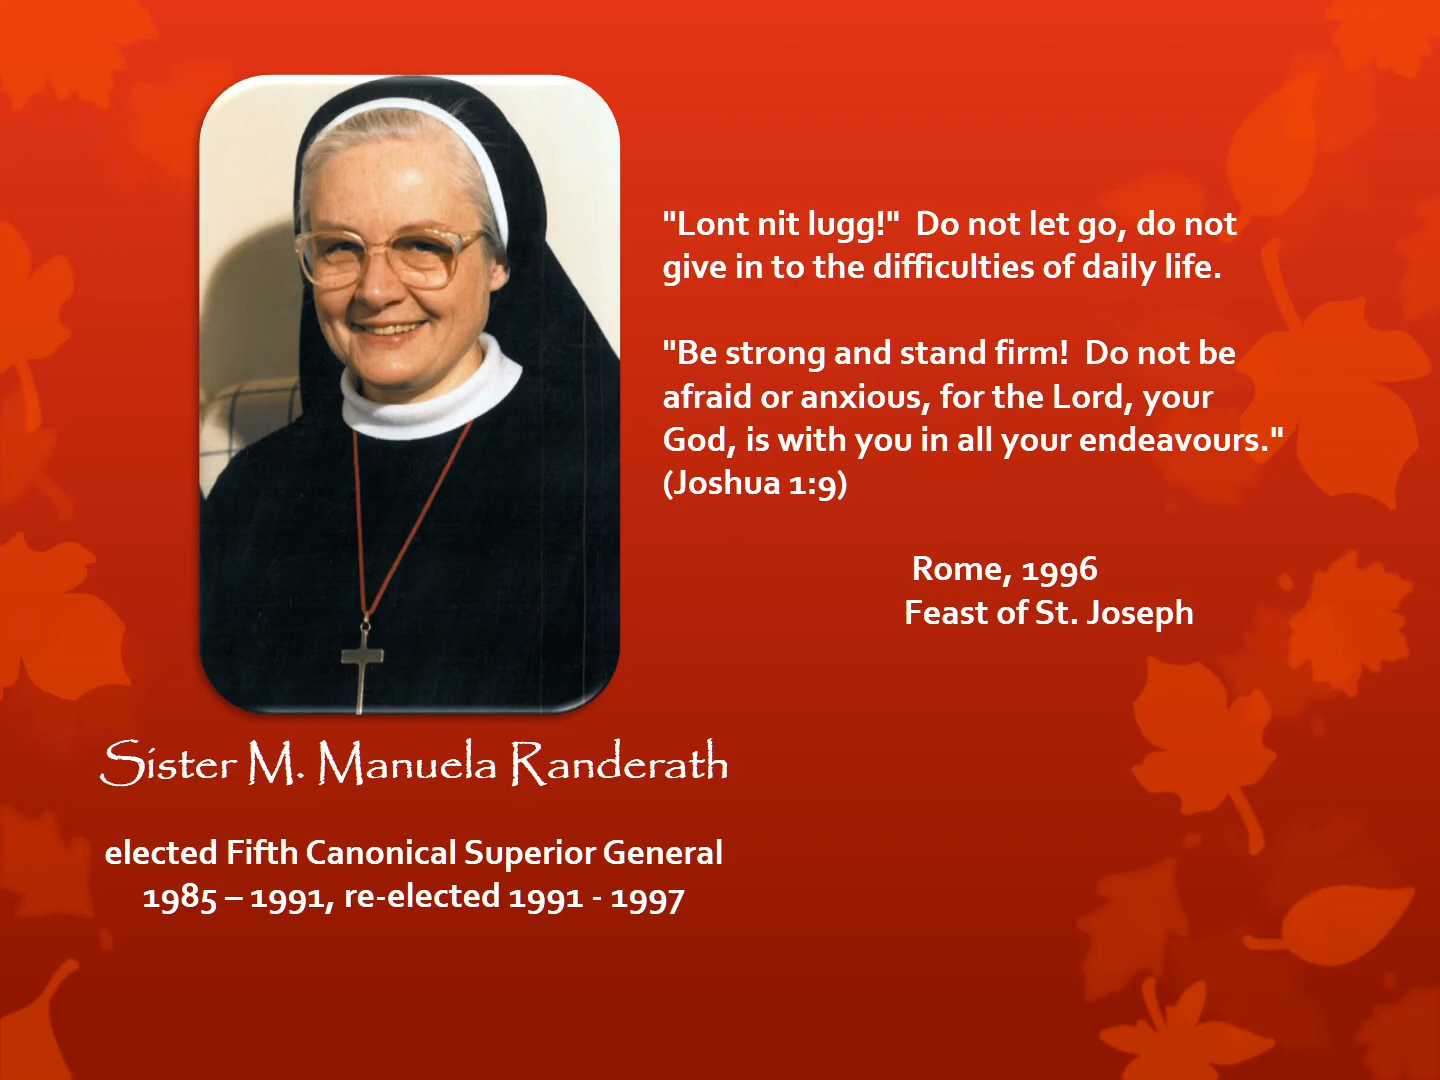 "Lont nit lugg!"  Do not let go, do not
give in to the difficulties of daily life.
"Be strong and stand firm!  Do not be
afraid or anxious, for the Lord, your
God, is with you in all your endeavours."
(Joshua 1:9)
Rome, 1996
Feast of St. Joseph
Sister M. Manuela Randerath
elected Fifth Canonical Superior General
1985 – 1991, re-elected 1991 - 1997